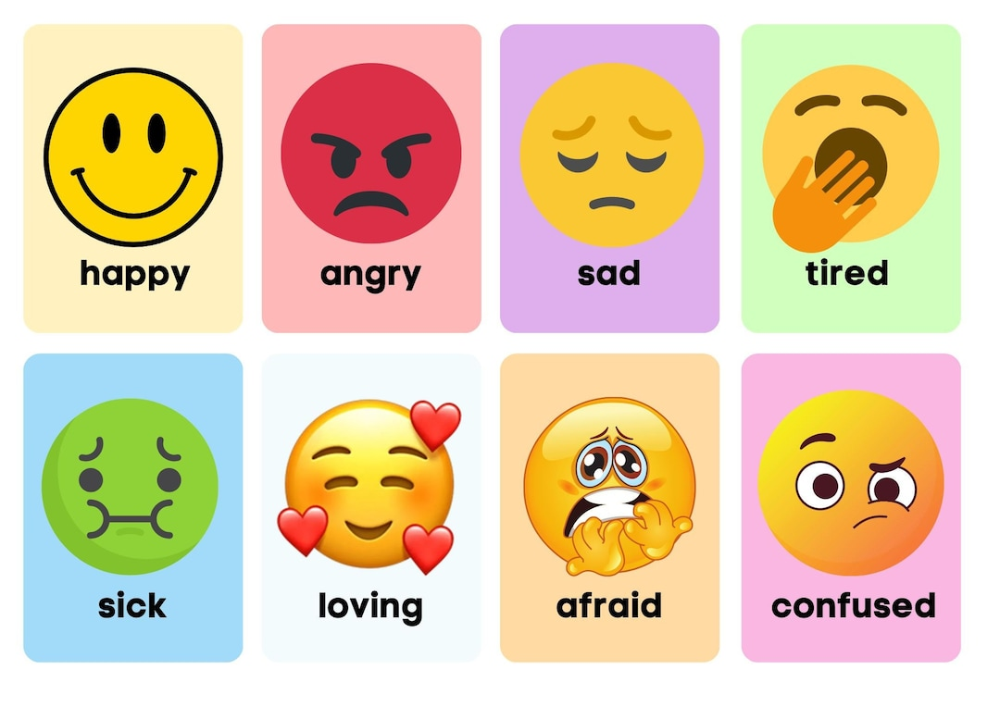 happy
angry
sad
tired
sick
loving
afraid
confused